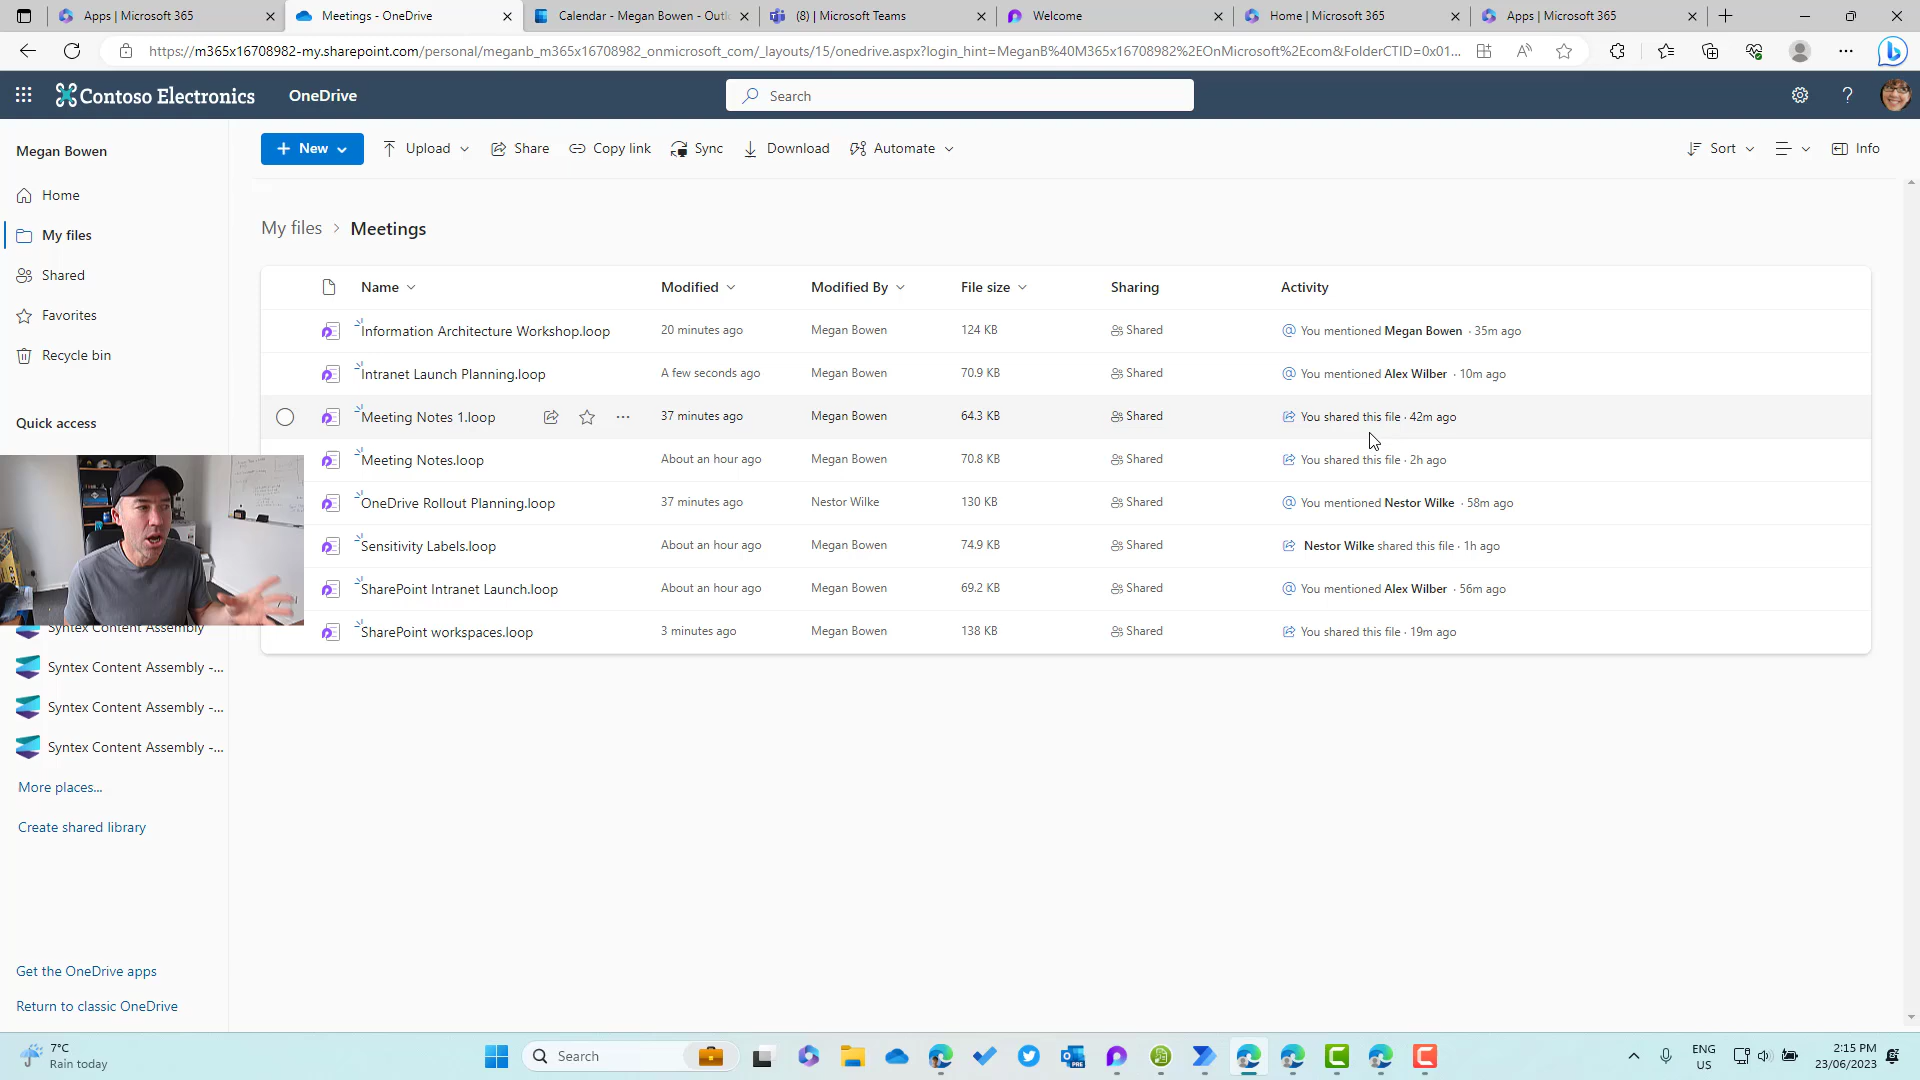 Apps | Microsoft 365
Meetings - OneDrive
Calendar - Megan Bowen - Outl
(8) | Microsoft Teams
Welcome
Home | Microsoft 365
Apps | Microsoft 365
https://m365x16708982-my.sharepoint.com/personal/meganb_m365x16708982_onmicrosoft_com/_layouts/15/onedrive.aspx?login_hint=MeganB%40M365x16708982%2EOnMicrosoft%2Ecom&FolderCTID=0x01...
Contoso Electronics
OneDrive
Search
Megan Bowen
Home
My files
Shared
Favorites
Recycle bin
Quick access
Syntex Content Assembly
Syntex Content Assembly -...
Syntex Content Assembly -...
Syntex Content Assembly -...
More places...
Create shared library
Get the OneDrive apps
Return to classic OneDrive
New Upload Share Copy link Sync Download Automate Sort Info
My files > Meetings
Name Modified Modified By File size Sharing Activity
Information Architecture Workshop.loop 20 minutes ago Megan Bowen 124 KB Shared You mentioned Megan Bowen · 35m ago
Intranet Launch Planning.loop A few seconds ago Megan Bowen 70.9 KB Shared You mentioned Alex Wilber · 10m ago
Meeting Notes 1.loop 37 minutes ago Megan Bowen 64.3 KB Shared You shared this file · 42m ago
Meeting Notes.loop About an hour ago Megan Bowen 70.8 KB Shared You shared this file · 2h ago
OneDrive Rollout Planning.loop 37 minutes ago Nestor Wilke 130 KB Shared You mentioned Nestor Wilke · 58m ago
Sensitivity Labels.loop About an hour ago Megan Bowen 74.9 KB Shared Nestor Wilke shared this file · 1h ago
SharePoint Intranet Launch.loop About an hour ago Megan Bowen 69.2 KB Shared You mentioned Alex Wilber · 56m ago
SharePoint workspaces.loop 3 minutes ago Megan Bowen 138 KB Shared You shared this file · 19m ago
7°C
Rain today
Search
ENG
US
2:15 PM
23/06/2023